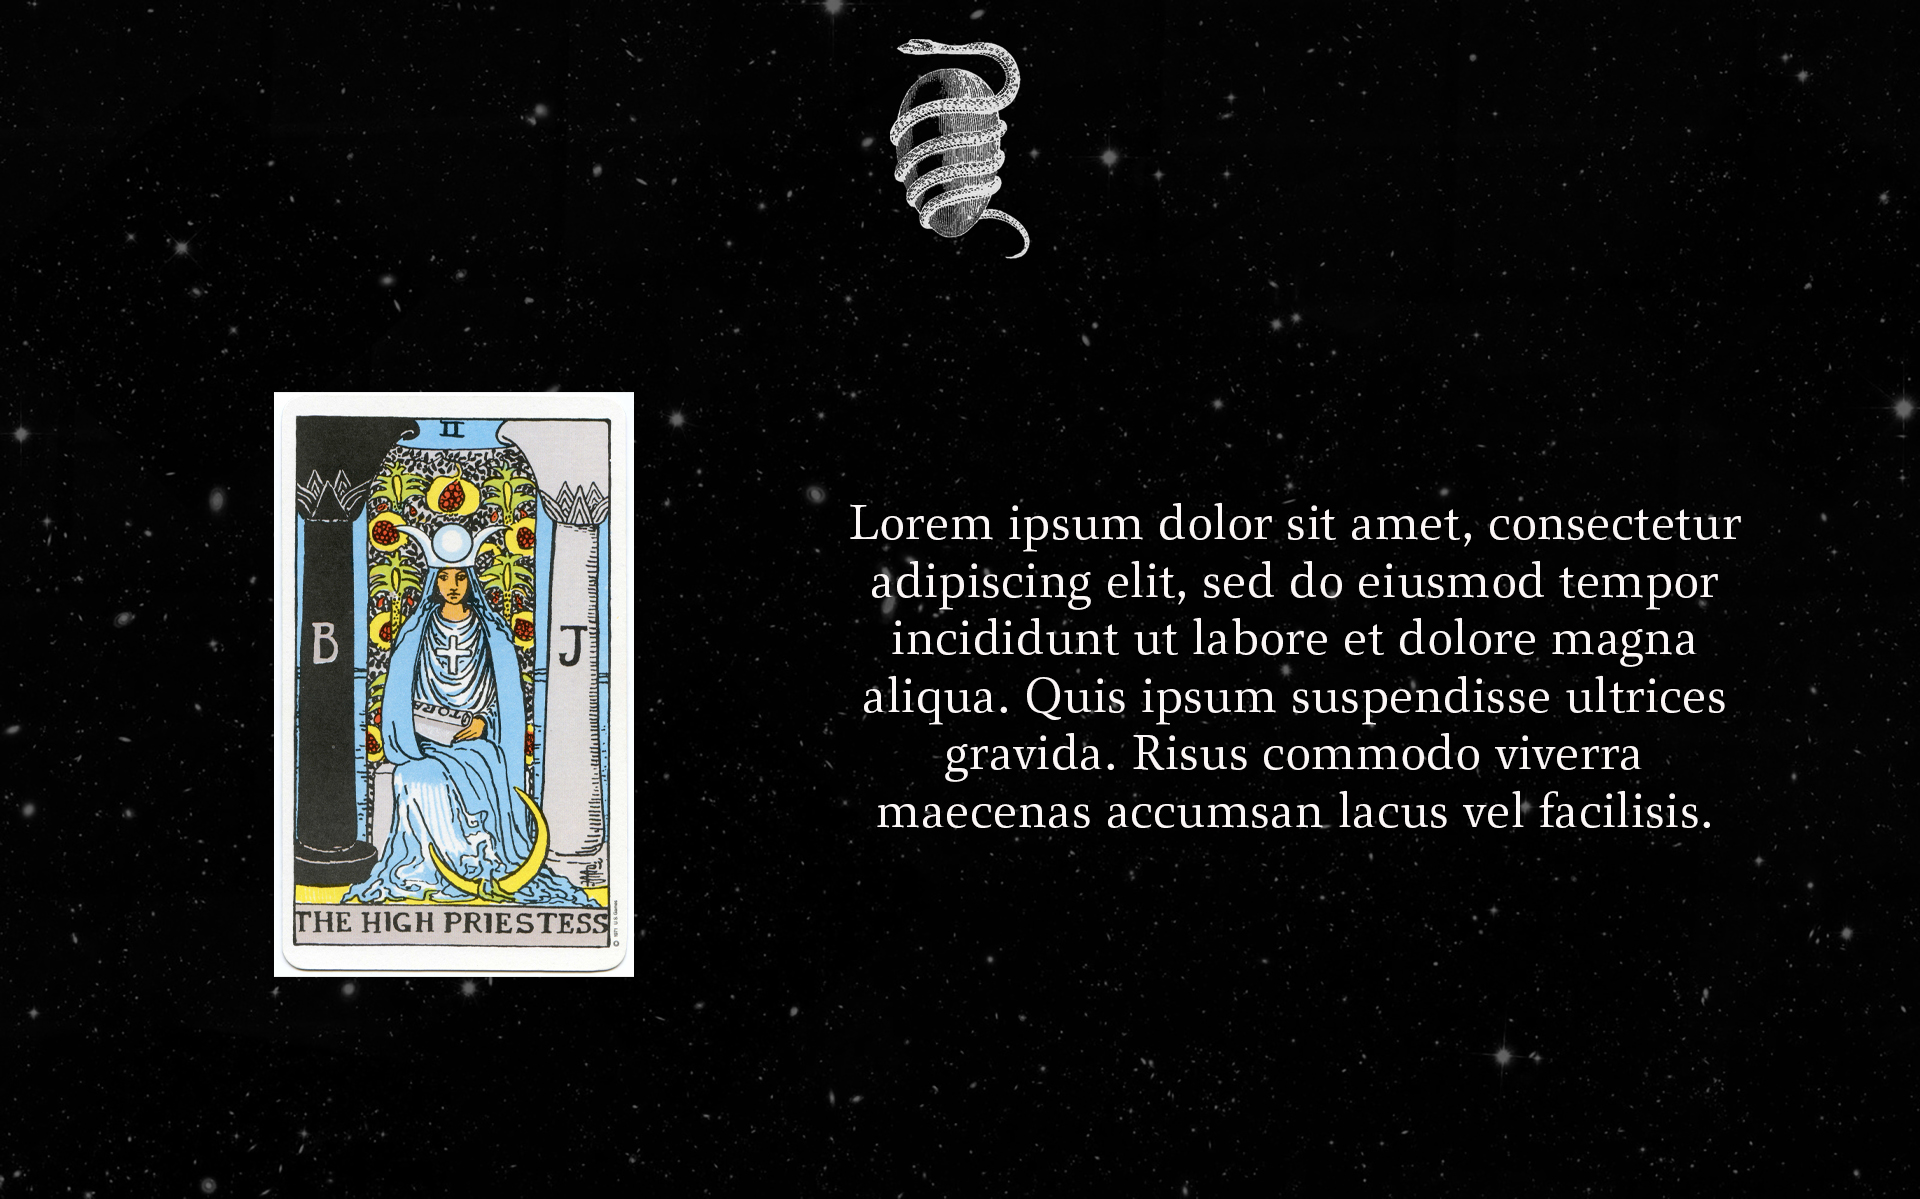 II
B
J
TORA
THE HIGH PRIESTESS
Lorem ipsum dolor sit amet, consectetur
adipiscing elit, sed do eiusmod tempor
incididunt ut labore et dolore magna
aliqua. Quis ipsum suspendisse ultrices
gravida. Risus commodo viverra
maecenas accumsan lacus vel facilisis.